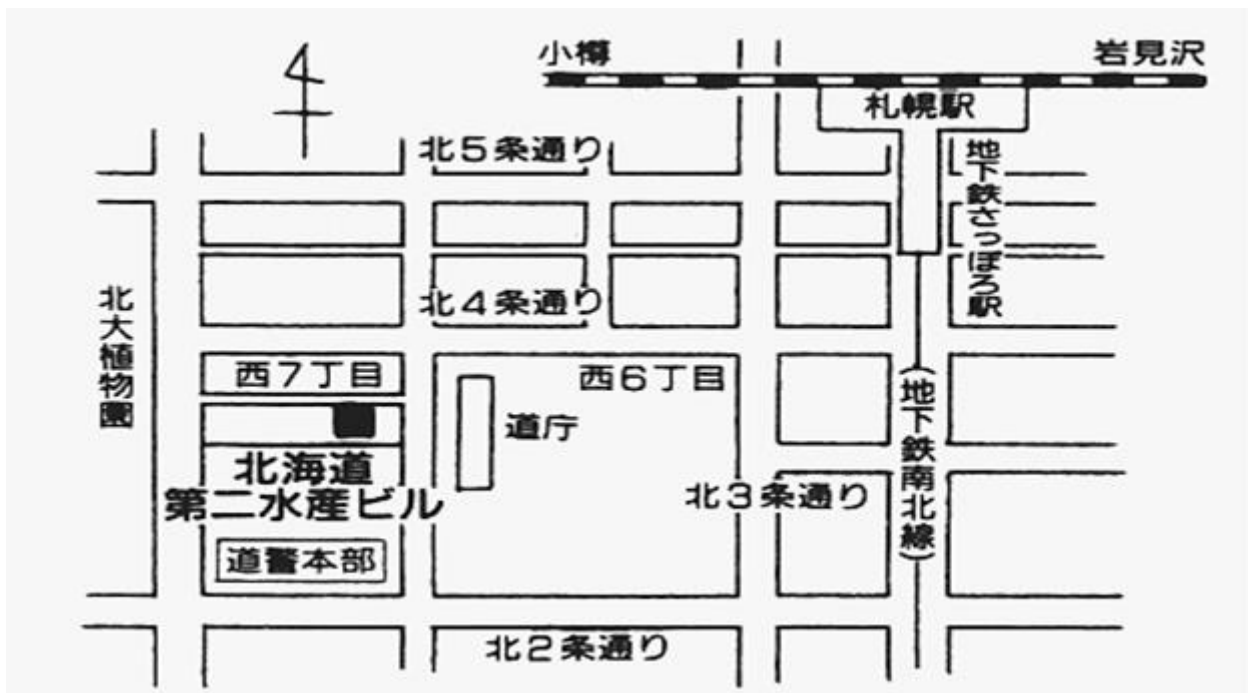 小樽
岩見沢
札幌駅
北5条通り
地下鉄さっぽろ駅
北4条通り
北大植物園
西7丁目
西6丁目
道庁
(地下鉄南北線)
北海道
第二水産ビル
北3条通り
道警本部
北2条通り